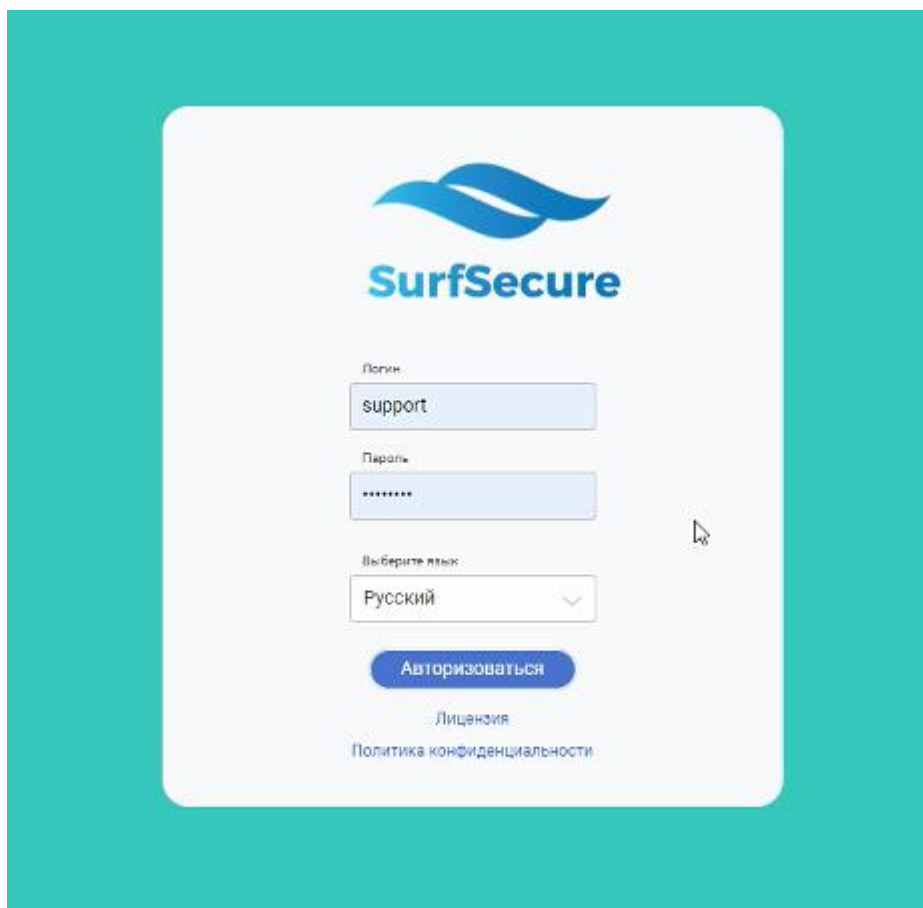 SurfSecure
Логин
support
Пароль
••••••••
Выберите язык
Русский
Авторизоваться
Лицензия
Политика конфиденциальности